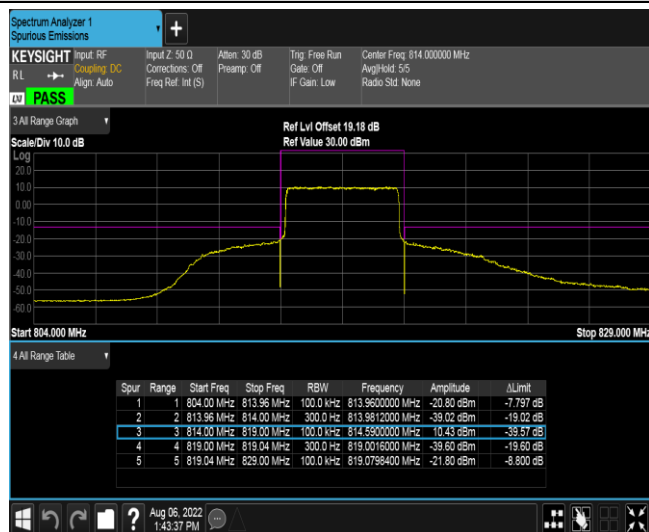 Spectrum Analyzer 1
Spurious Emissions
+
KEYSIGHT Input: RF Input Z: 50 Ω Atten: 30 dB Trig: Free Run Center Freq: 814.000000 MHz
RL Coupling: DC Corrections: Off Preamp: Off Gate: Off Avg|Hold: 5/5
Align: Auto Freq Ref: Int (S) IF Gain: Low Radio Std: None
LXI PASS
3 All Range Graph
Ref Lvl Offset 19.18 dB
Scale/Div 10.0 dB Ref Value 30.00 dBm
Log
20.0
10.0
0.00
-10.0
-20.0
-30.0
-40.0
-50.0
-60.0
Start 804.000 MHz Stop 829.000 MHz
4 All Range Table
Spur Range Start Freq Stop Freq RBW Frequency Amplitude ΔLimit
1 1 804.00 MHz 813.96 MHz 100.0 kHz 813.9600000 MHz -20.80 dBm -7.797 dB
2 2 813.96 MHz 814.00 MHz 300.0 Hz 813.9812000 MHz -39.02 dBm -19.02 dB
3 3 814.00 MHz 819.00 MHz 100.0 kHz 814.5900000 MHz 10.43 dBm -39.57 dB
4 4 819.00 MHz 819.04 MHz 300.0 Hz 819.0016000 MHz -39.60 dBm -19.60 dB
5 5 819.04 MHz 829.00 MHz 100.0 kHz 819.0798400 MHz -21.80 dBm -8.800 dB
? Aug 06, 2022
1:43:37 PM